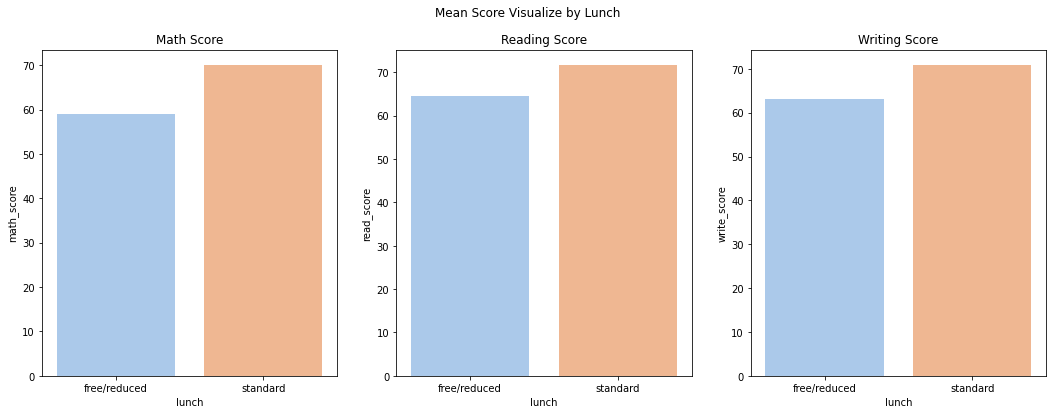 Mean Score Visualize by Lunch
Math Score
70
60
50
40
30
20
10
0
math_score
free/reduced standard
lunch
Reading Score
70
60
50
40
30
20
10
0
read_score
free/reduced standard
lunch
Writing Score
70
60
50
40
30
20
10
0
write_score
free/reduced standard
lunch